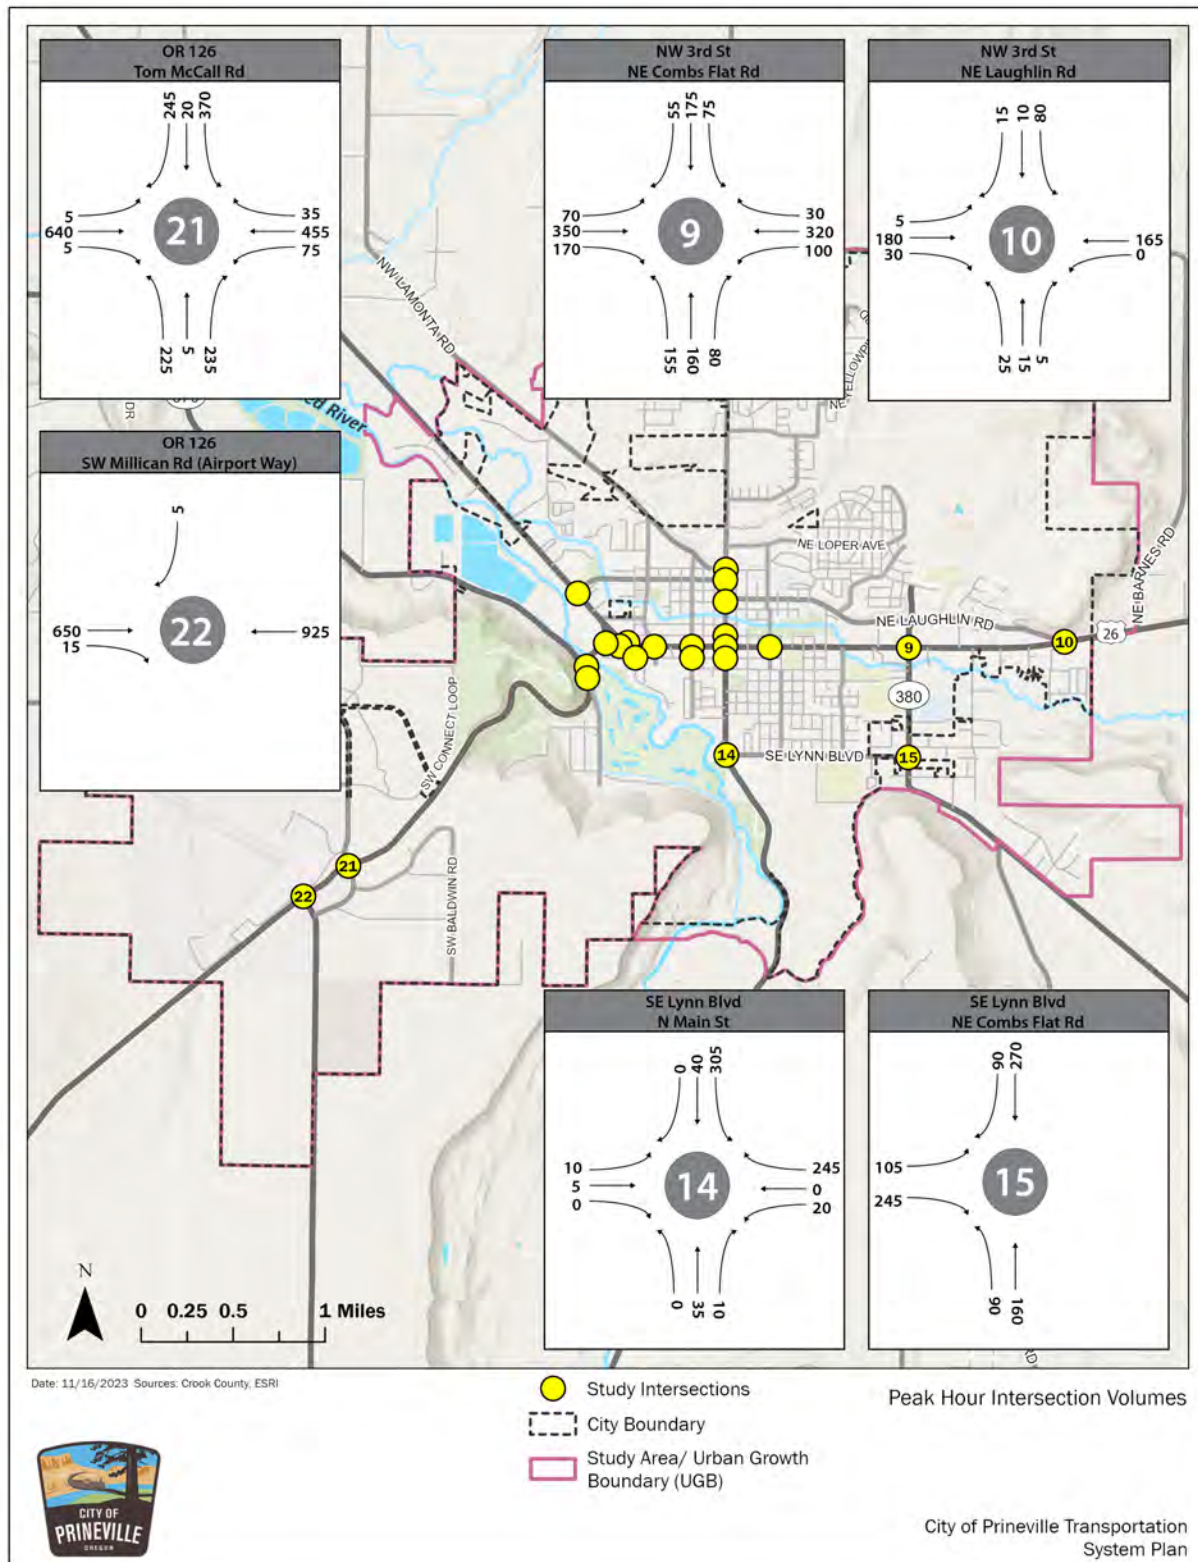 OR 126
Tom McCall Rd
245
20
370
5
640
5
35
455
75
21
225
5
235
NW 3rd St
NE Combs Flat Rd
55
175
75
70
350
170
30
320
100
9
155
160
80
NW 3rd St
NE Laughlin Rd
15
10
80
5
180
30
165
0
10
25
15
5
OR 126
SW Millican Rd (Airport Way)
5
650
15
925
22
NW LAMONTA RD
ed River
DR
NE YELLOWPI
NE LOPER AVE
NE LAUGHLIN RD
NE BARNES RD
10
26
9
380
14
SE LYNN BLVD
15
SW CONNECT LOOP
SW BALDWIN RD
21
22
SE Lynn Blvd
N Main St
0
40
305
10
5
0
245
0
20
14
0
35
10
SE Lynn Blvd
NE Combs Flat Rd
90
270
105
245
15
90
160
RD
N
0 0.25 0.5 1 Miles
Date: 11/16/2023 Sources: Crook County, ESRI
Study Intersections
City Boundary
Study Area/ Urban Growth
Boundary (UGB)
Peak Hour Intersection Volumes
CITY OF
PRINEVILLE
OREGON
City of Prineville Transportation
System Plan